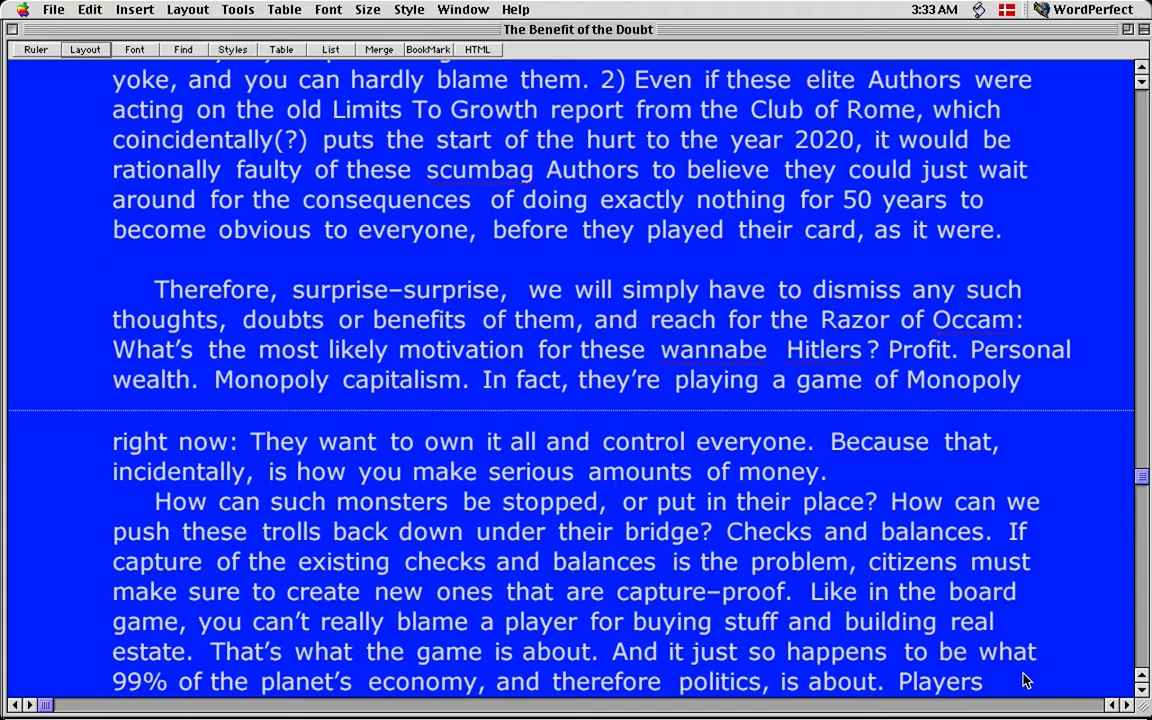 File Edit Insert Layout Tools Table Font Size Style Window Help 3:33 AM WordPerfect
The Benefit of the Doubt
Ruler Layout Font Find Styles Table List Merge BookMark HTML
yoke, and you can hardly blame them. 2) Even if these elite Authors were
acting on the old Limits To Growth report from the Club of Rome, which
coincidentally(?) puts the start of the hurt to the year 2020, it would be
rationally faulty of these scumbag Authors to believe they could just wait
around for the consequences of doing exactly nothing for 50 years to
become obvious to everyone, before they played their card, as it were.
Therefore, surprise–surprise, we will simply have to dismiss any such
thoughts, doubts or benefits of them, and reach for the Razor of Occam:
What’s the most likely motivation for these wannabe Hitlers? Profit. Personal
wealth. Monopoly capitalism. In fact, they’re playing a game of Monopoly
right now: They want to own it all and control everyone. Because that,
incidentally, is how you make serious amounts of money.
How can such monsters be stopped, or put in their place? How can we
push these trolls back down under their bridge? Checks and balances. If
capture of the existing checks and balances is the problem, citizens must
make sure to create new ones that are capture–proof. Like in the board
game, you can’t really blame a player for buying stuff and building real
estate. That’s what the game is about. And it just so happens to be what
99% of the planet’s economy, and therefore politics, is about. Players